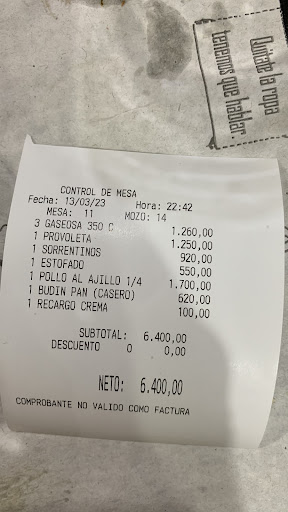 Quitate la ropa
tenemos que hablar.
CONTROL DE MESA
Fecha: 13/03/23 Hora: 22:42
MESA: 11 MOZO: 14
3 GASEOSA 350 C 1.260,00
1 PROVOLETA 1.250,00
1 SORRENTINOS 920,00
1 ESTOFADO 550,00
1 POLLO AL AJILLO 1/4 1.700,00
1 BUDIN PAN (CASERO) 620,00
1 RECARGO CREMA 100,00
SUBTOTAL: 6.400,00
DESCUENTO 0 0,00
NETO: 6.400,00
COMPROBANTE NO VALIDO COMO FACTURA